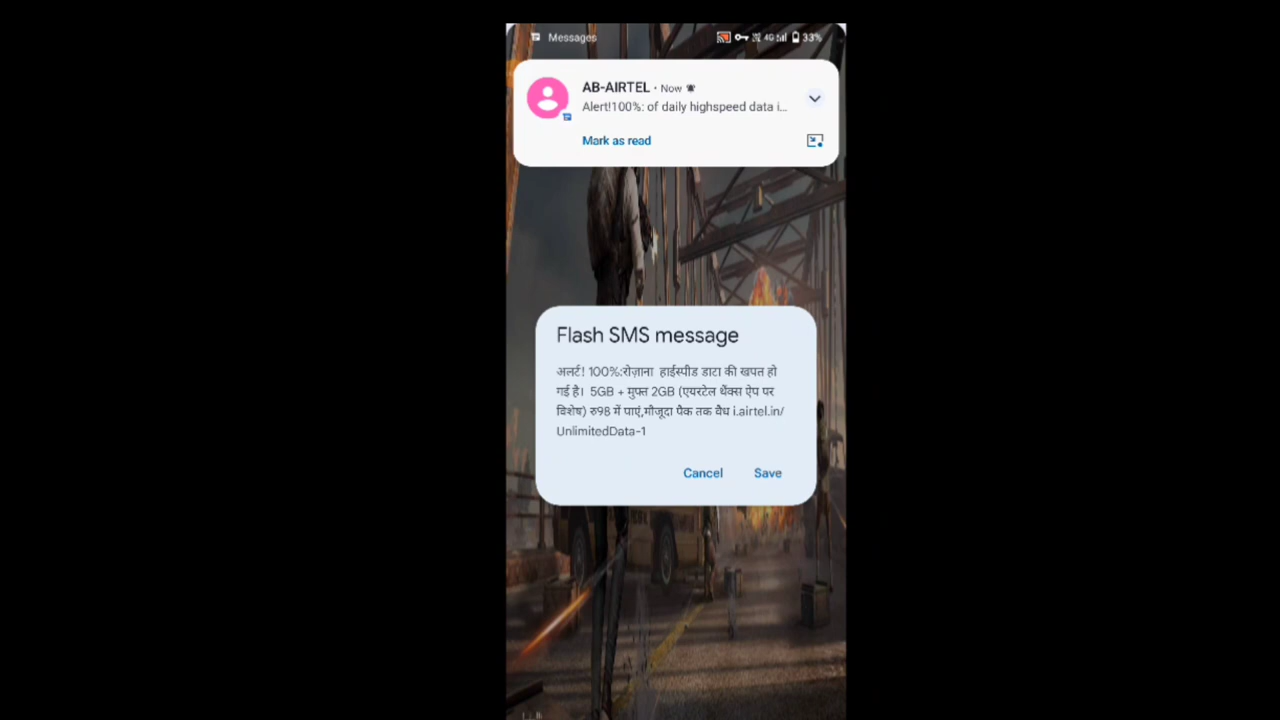 Messages
4G 33%
AB-AIRTEL · Now
Alert!100%: of daily highspeed data i...
Mark as read
Flash SMS message
अलर्ट! 100%:रोज़ाना हाईस्पीड डाटा की खपत हो
गई है। 5GB + मुफ्त 2GB (एयरटेल थैंक्स ऐप पर
विशेष) रु98 में पाएं,मौजूदा पैक तक वैध i.airtel.in/
UnlimitedData-1
Cancel Save